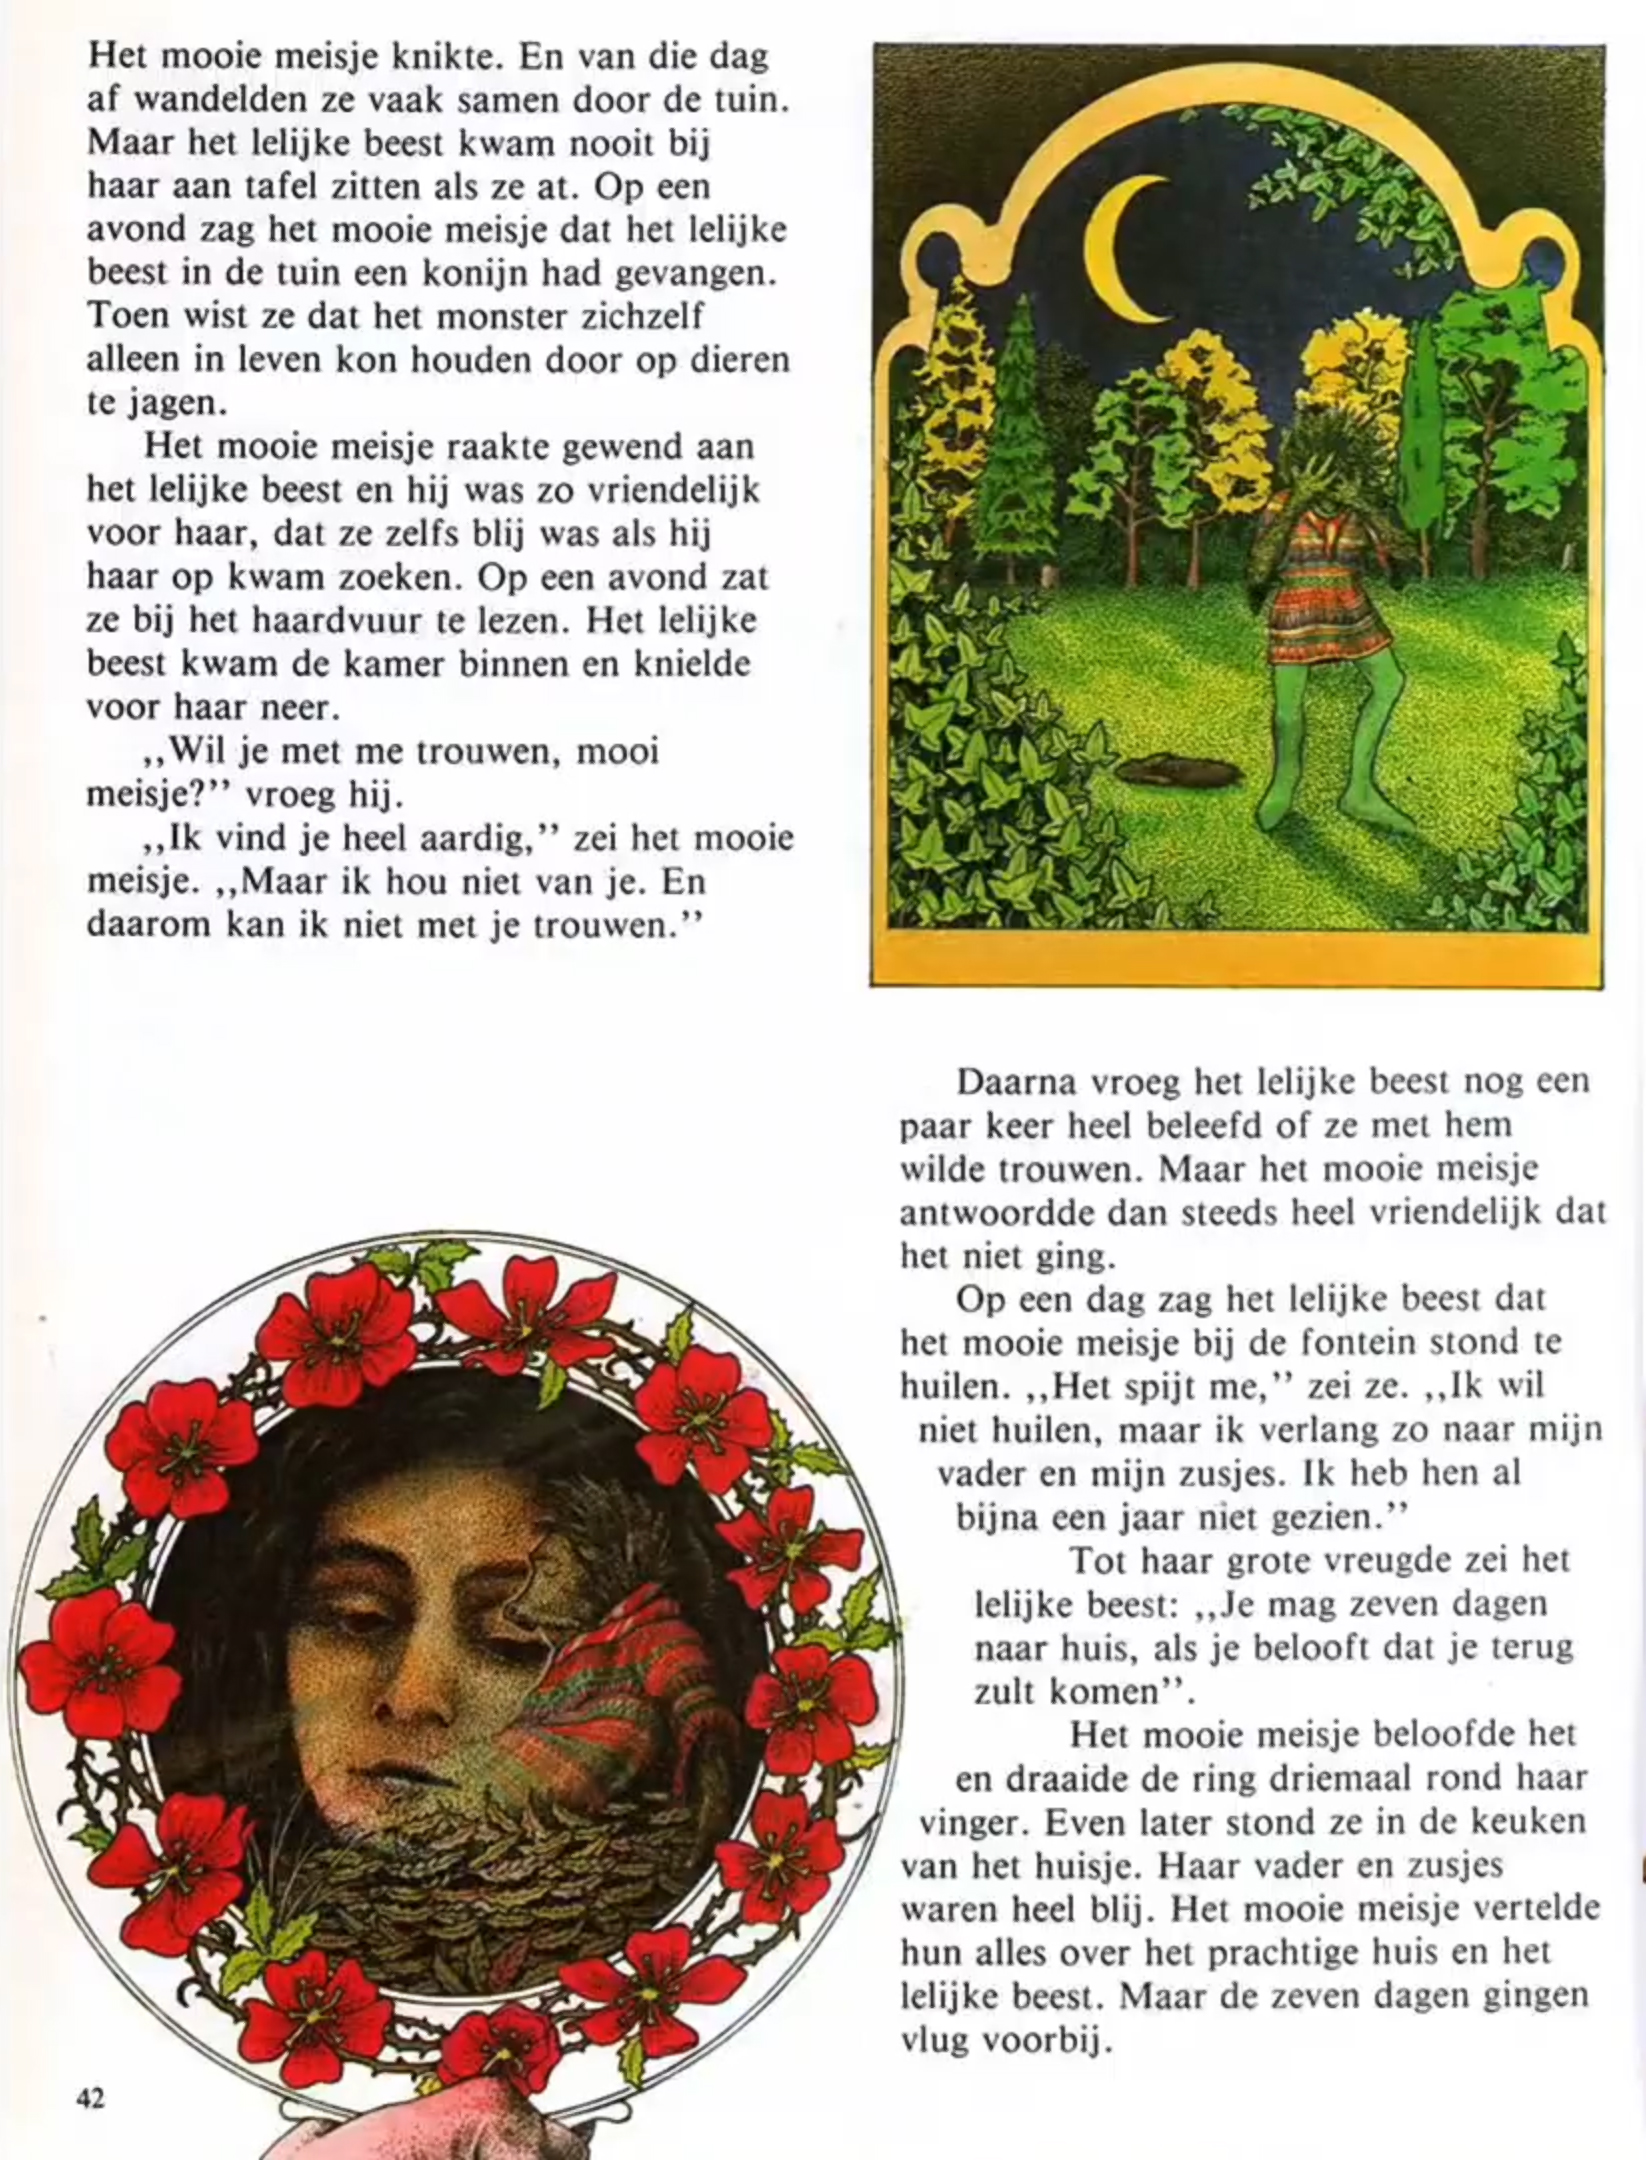 Het mooie meisje knikte. En van die dag
af wandelden ze vaak samen door de tuin.
Maar het lelijke beest kwam nooit bij
haar aan tafel zitten als ze at. Op een
avond zag het mooie meisje dat het lelijke
beest in de tuin een konijn had gevangen.
Toen wist ze dat het monster zichzelf
alleen in leven kon houden door op dieren
te jagen.
Het mooie meisje raakte gewend aan
het lelijke beest en hij was zo vriendelijk
voor haar, dat ze zelfs blij was als hij
haar op kwam zoeken. Op een avond zat
ze bij het haardvuur te lezen. Het lelijke
beest kwam de kamer binnen en knielde
voor haar neer.
,,Wil je met me trouwen, mooi
meisje?’’ vroeg hij.
,,Ik vind je heel aardig,’’ zei het mooie
meisje. ,,Maar ik hou niet van je. En
daarom kan ik niet met je trouwen.’’
Daarna vroeg het lelijke beest nog een
paar keer heel beleefd of ze met hem
wilde trouwen. Maar het mooie meisje
antwoordde dan steeds heel vriendelijk dat
het niet ging.
Op een dag zag het lelijke beest dat
het mooie meisje bij de fontein stond te
huilen. ,,Het spijt me,’’ zei ze. ,,Ik wil
niet huilen, maar ik verlang zo naar mijn
vader en mijn zusjes. Ik heb hen al
bijna een jaar niet gezien.’’
Tot haar grote vreugde zei het
lelijke beest: ,,Je mag zeven dagen
naar huis, als je belooft dat je terug
zult komen’’.
Het mooie meisje beloofde het
en draaide de ring driemaal rond haar
vinger. Even later stond ze in de keuken
van het huisje. Haar vader en zusjes
waren heel blij. Het mooie meisje vertelde
hun alles over het prachtige huis en het
lelijke beest. Maar de zeven dagen gingen
vlug voorbij.
42